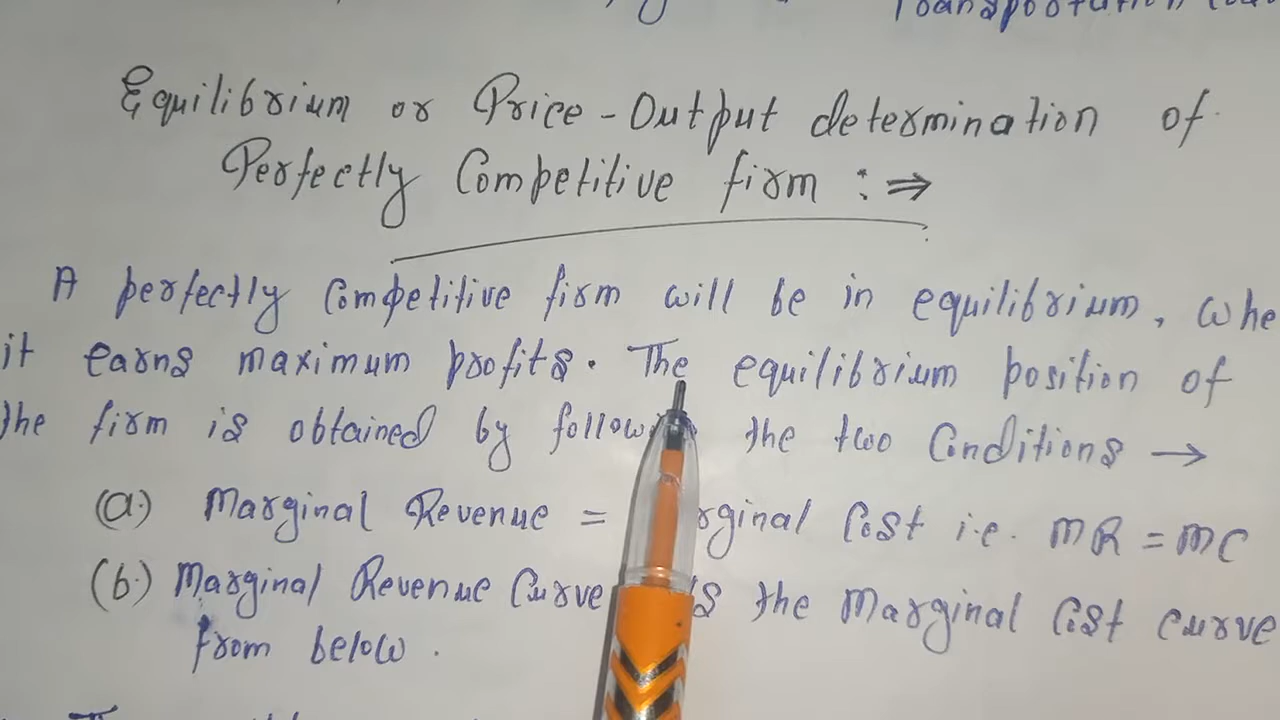 Equilibrium or Price-Output determination of
Perfectly Competitive firm :⇒
A perfectly Competitive firm will be in equilibrium, Whe
it earns maximum profits. The equilibrium position of
the firm is obtained by follow the two Conditions →
(a) Marginal Revenue = rginal Cost i.e. MR = MC
(b) Marginal Revenue Curve s the Marginal Cost curve
from below.